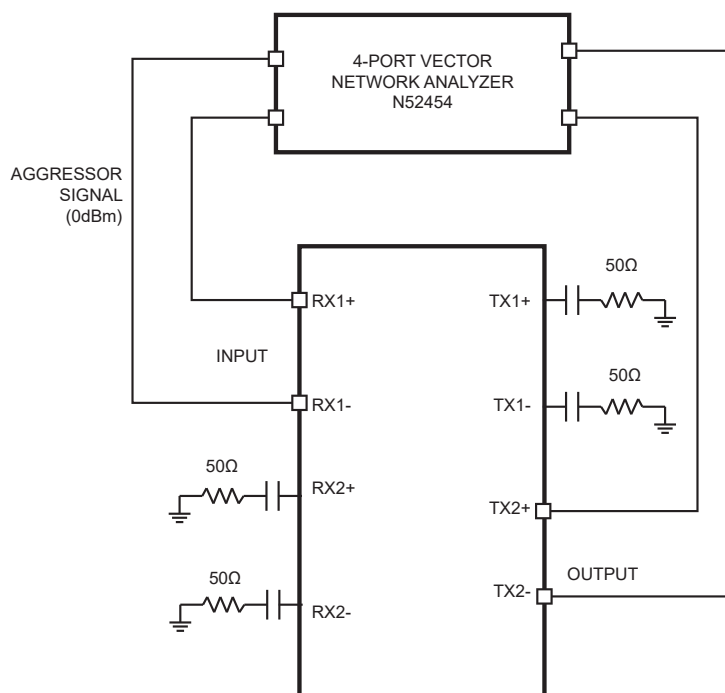 4-PORT VECTOR
NETWORK ANALYZER
N52454
AGGRESSOR
SIGNAL
(0dBm)
50Ω
RX1+
TX1+
INPUT
50Ω
RX1-
TX1-
50Ω
RX2+
TX2+
50Ω
OUTPUT
RX2-
TX2-